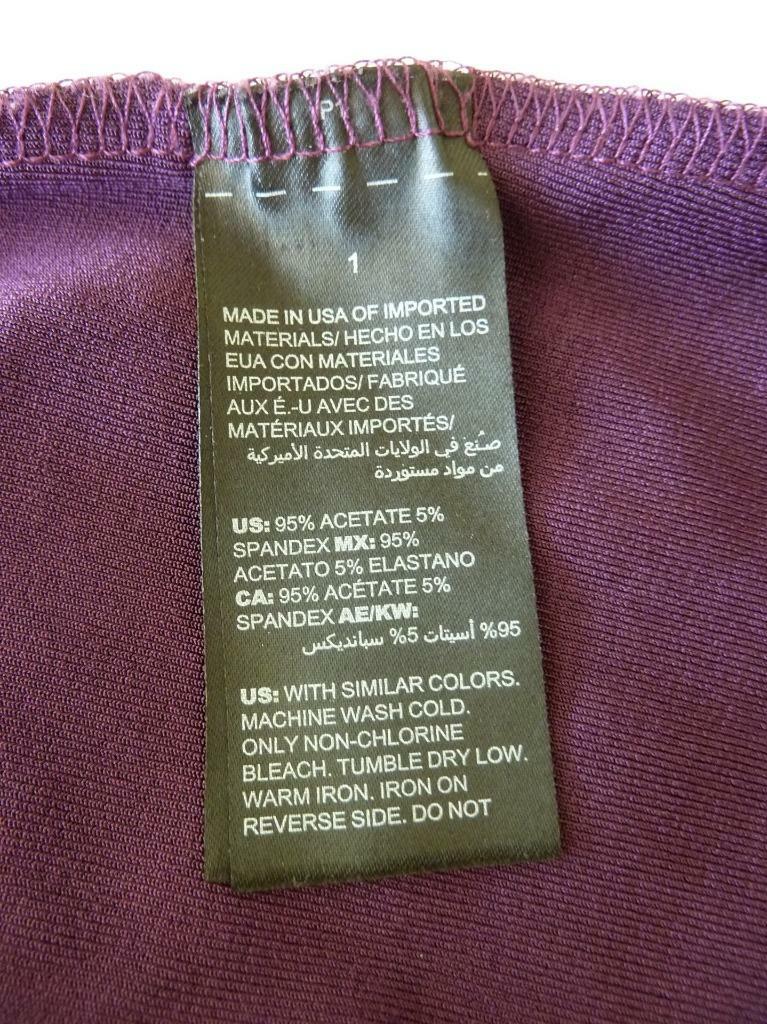 P1
1
MADE IN USA OF IMPORTED
MATERIALS/ HECHO EN LOS
EUA CON MATERIALES
IMPORTADOS/ FABRIQUÉ
AUX É.-U AVEC DES
MATÉRIAUX IMPORTÉS/
صُنع في الولايات المتحدة الأميركية
من مواد مستوردة
US: 95% ACETATE 5%
SPANDEX MX: 95%
ACETATO 5% ELASTANO
CA: 95% ACÉTATE 5%
SPANDEX AE/KW:
95% أسيتات 5% سبانديكس
US: WITH SIMILAR COLORS.
MACHINE WASH COLD.
ONLY NON-CHLORINE
BLEACH. TUMBLE DRY LOW.
WARM IRON. IRON ON
REVERSE SIDE. DO NOT